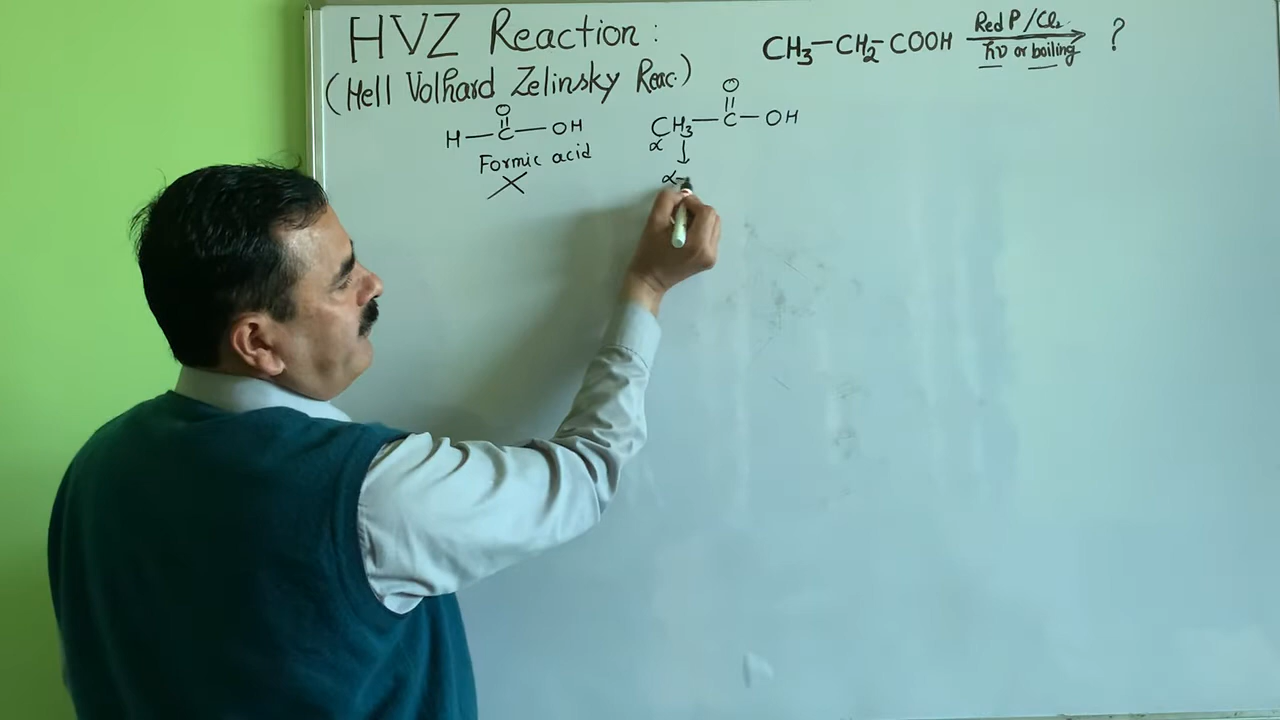 HVZ Reaction :
(Hell Volhard Zelinsky Reac.)
CH3-CH2-COOH Red P/Cl2 hν or boiling ?
O
H-C-OH
Formic acid
X
O
CH3-C-OH
α
α-